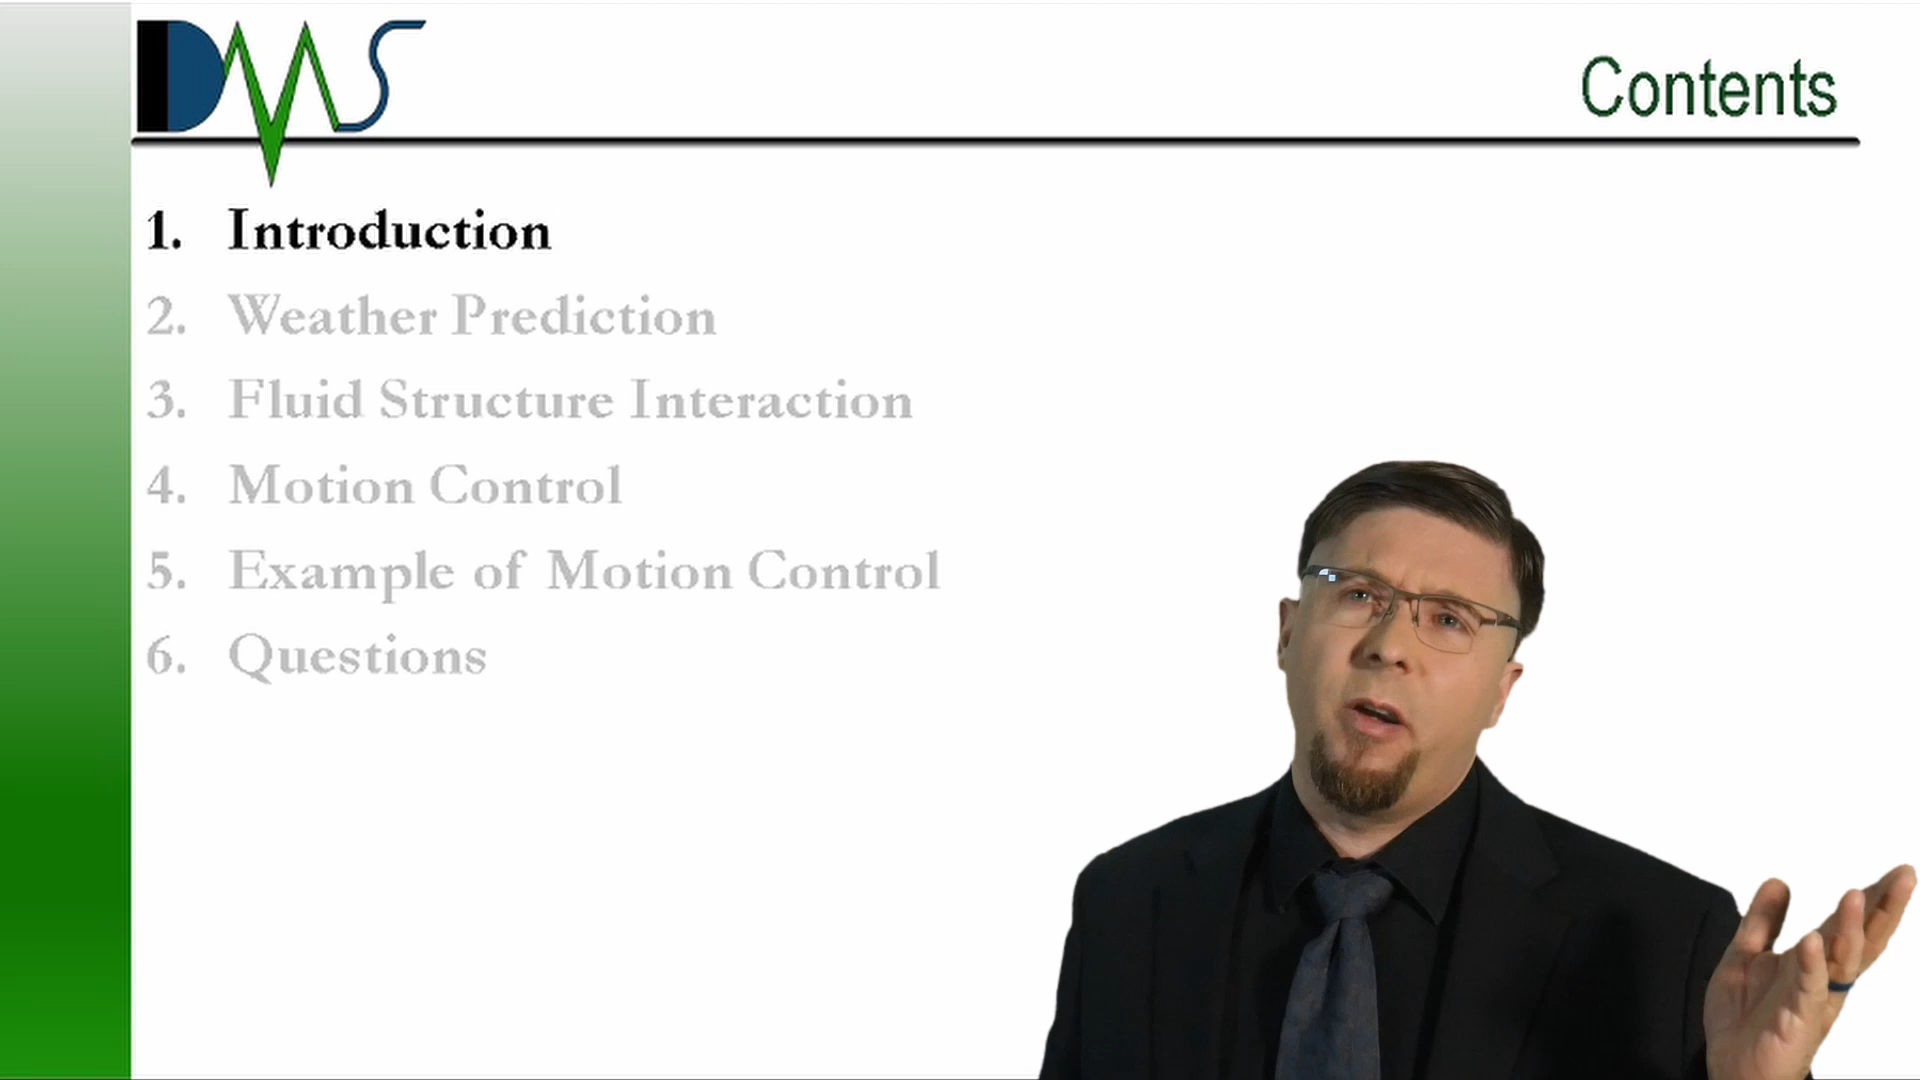 DMS
Contents
1. Introduction
2. Weather Prediction
3. Fluid Structure Interaction
4. Motion Control
5. Example of Motion Control
6. Questions